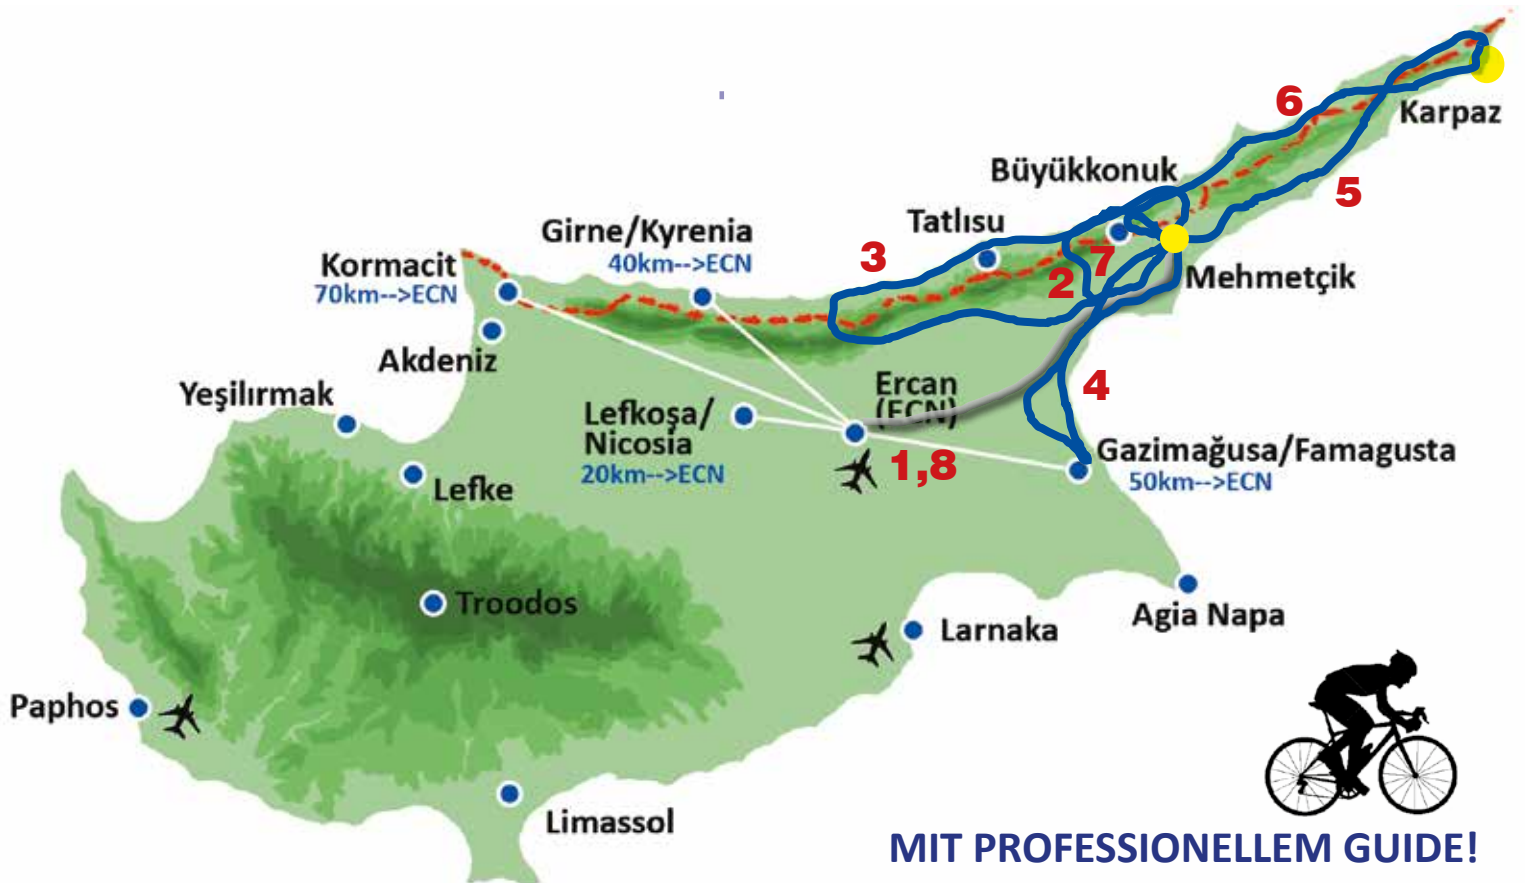 6
Karpaz
Büyükkonuk
5
Tatlısu
Girne/Kyrenia
40km-->ECN
3
7
Kormacit
70km-->ECN
2
Mehmetçik
Akdeniz
Yeşilırmak
Ercan
(ECN)
4
Lefkoşa/
Nicosia
20km-->ECN
1,8
Gazimağusa/Famagusta
50km-->ECN
Lefke
Troodos
Agia Napa
Larnaka
Paphos
Limassol
MIT PROFESSIONELLEM GUIDE!